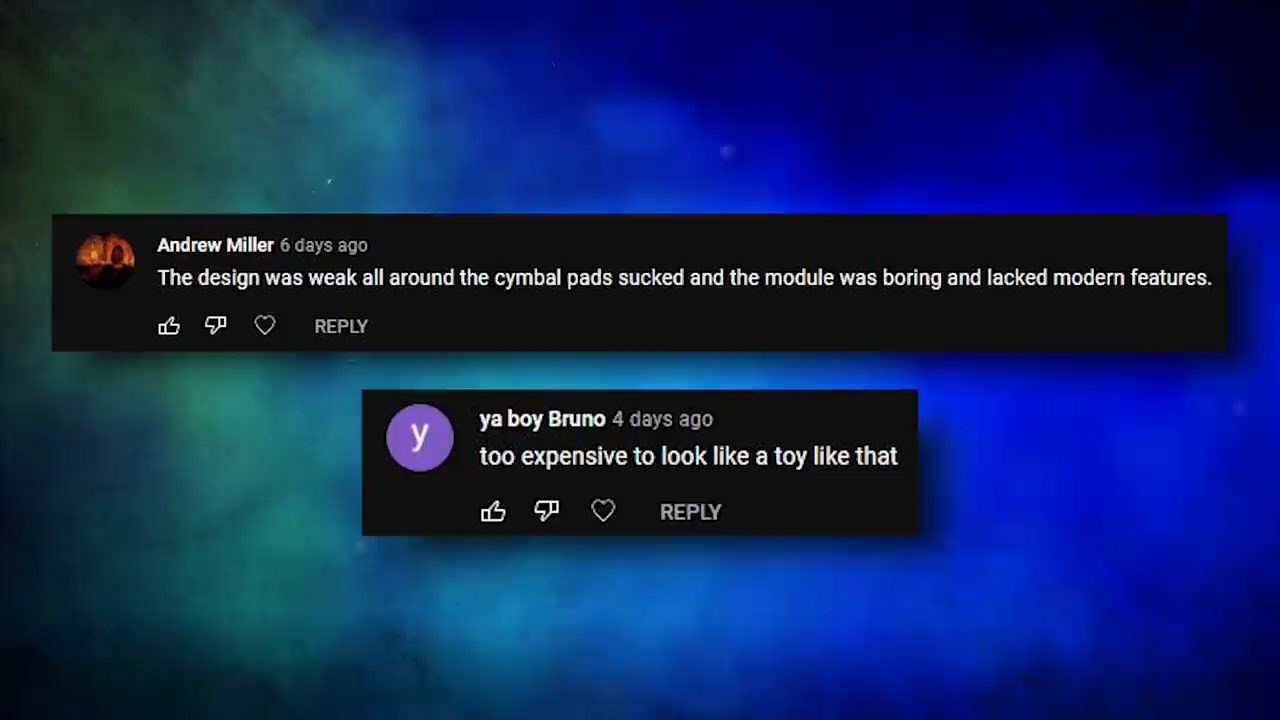 Andrew Miller 6 days ago
The design was weak all around the cymbal pads sucked and the module was boring and lacked modern features.
REPLY
y
ya boy Bruno 4 days ago
too expensive to look like a toy like that
REPLY